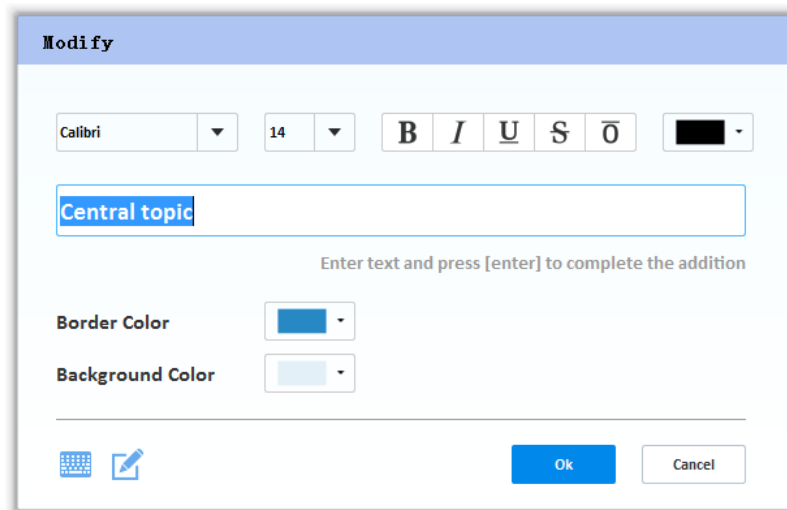 Modify
Calibri 14 B I U S O
Central topic
Enter text and press [enter] to complete the addition
Border Color
Background Color
Ok Cancel